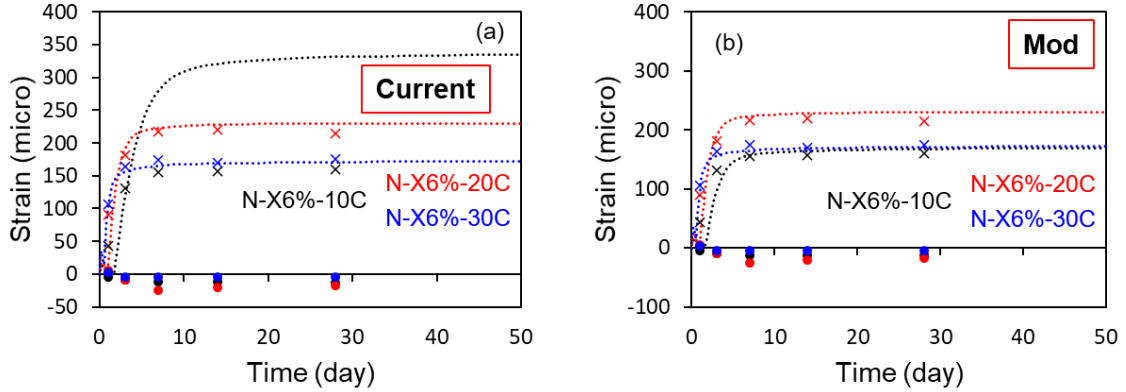 400
350
300
250
200
150
100
50
0
-50
Strain (micro)
(a)
Current
N-X6%-20C
N-X6%-10C
N-X6%-30C
0 10 20 30 40 50
Time (day)
400
300
200
100
0
-100
Strain (micro)
(b)
Mod
N-X6%-20C
N-X6%-10C
N-X6%-30C
0 10 20 30 40 50
Time (day)